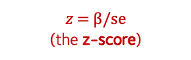 z = β/se
(the z-score)